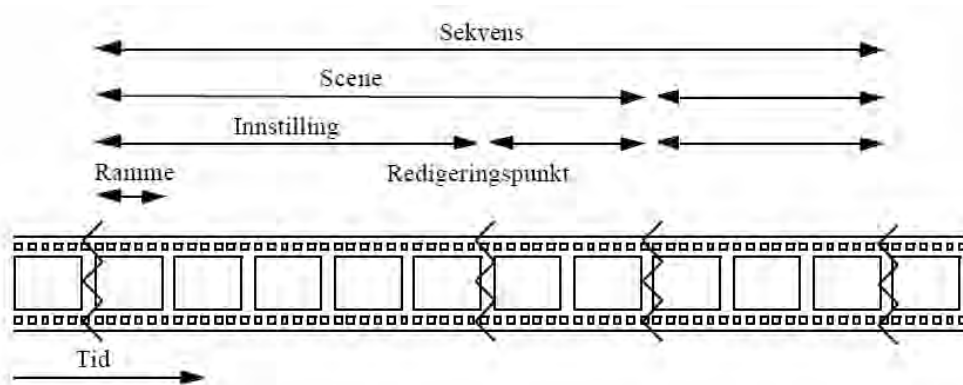 Sekvens
Scene
Innstilling
Ramme
Redigeringspunkt
Tid